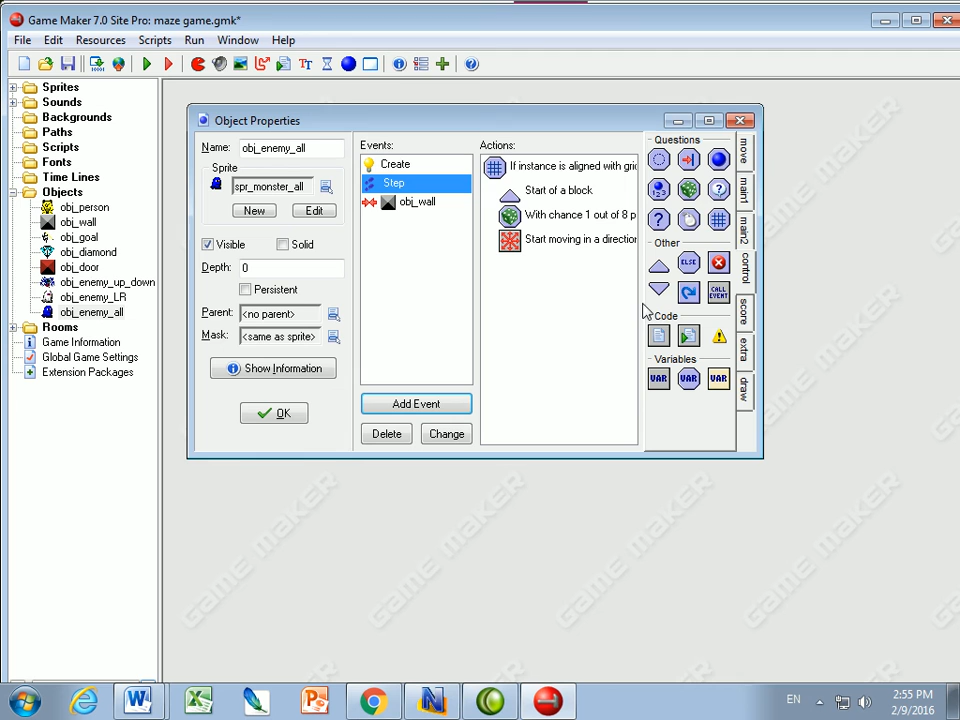 Game Maker 7.0 Site Pro: maze game.gmk*
File Edit Resources Scripts Run Window Help
Sprites
Sounds
Backgrounds
Paths
Scripts
Fonts
Time Lines
Objects
obj_person
obj_wall
obj_goal
obj_diamond
obj_door
obj_enemy_up_down
obj_enemy_LR
obj_enemy_all
Rooms
Game Information
Global Game Settings
Extension Packages
Object Properties
Name: obj_enemy_all
Sprite
spr_monster_all
New Edit
Visible Solid
Depth: 0
Persistent
Parent: <no parent>
Mask: <same as sprite>
Show Information
OK
Events:
Create
Step
obj_wall
Add Event
Delete Change
Actions:
If instance is aligned with grid
Start of a block
With chance 1 out of 8 p
Start moving in a direction
Questions
Other
ELSE
CALL
EVENT
Code
Variables
VAR VAR VAR
move
main1
main2
control
score
extra
draw
GAME MAKER
EN
2:55 PM
2/9/2016